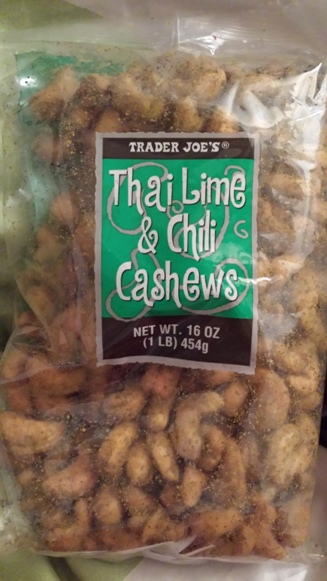 TRADER JOE'S®
Thai Lime
& Chili
Cashews
NET WT. 16 OZ
(1 LB) 454g